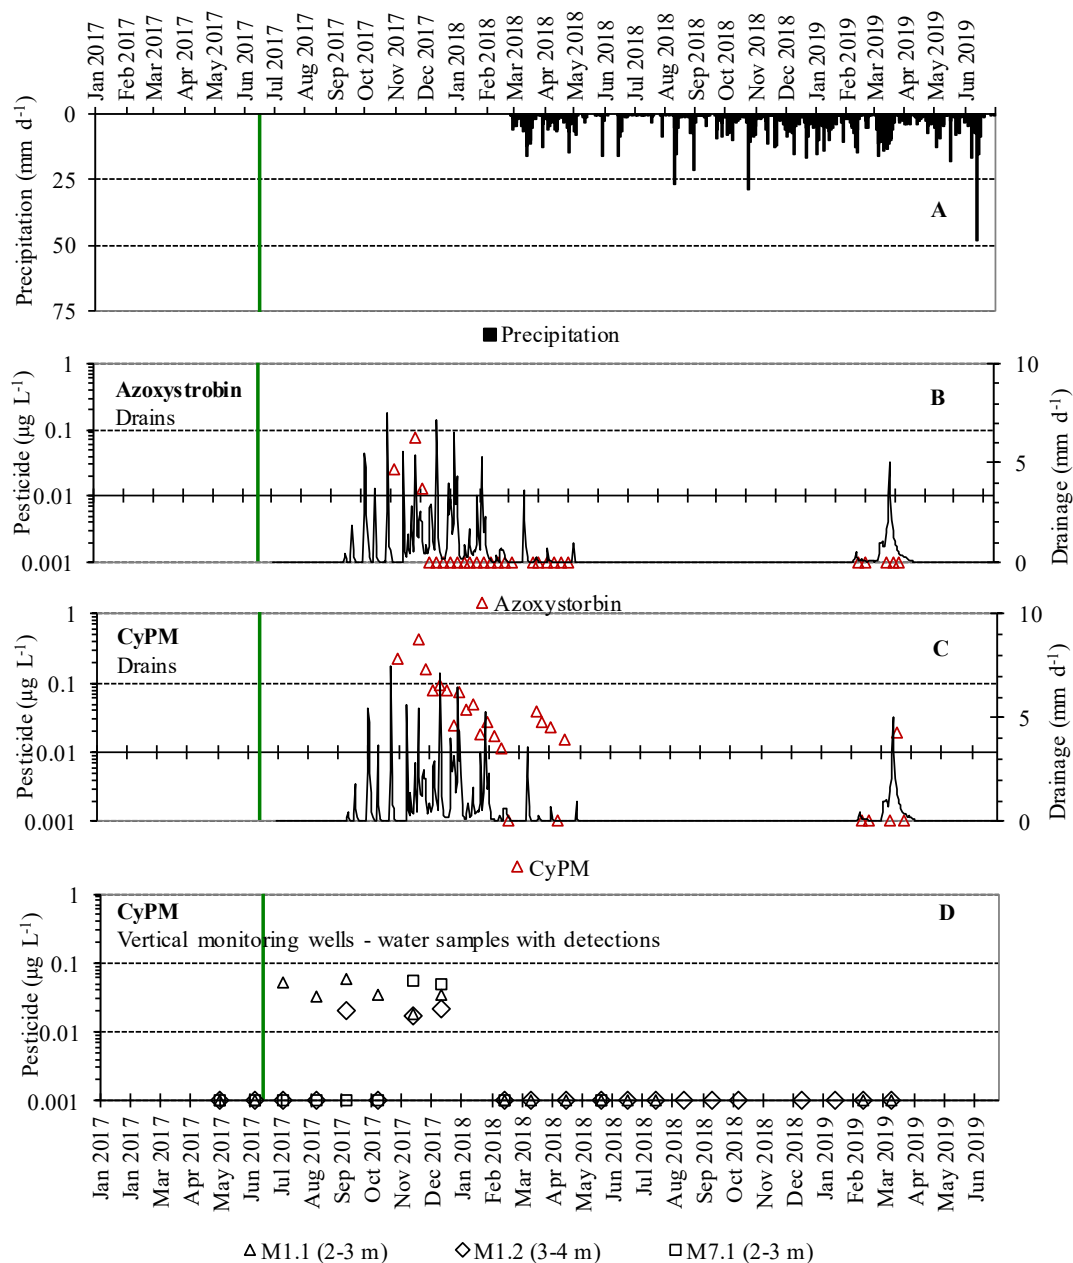 Jan 2017
Feb 2017
Mar 2017
Apr 2017
May 2017
Jun 2017
Jul 2017
Aug 2017
Sep 2017
Oct 2017
Nov 2017
Dec 2017
Jan 2018
Feb 2018
Mar 2018
Apr 2018
May 2018
Jun 2018
Jul 2018
Aug 2018
Sep 2018
Oct 2018
Nov 2018
Dec 2018
Jan 2019
Feb 2019
Mar 2019
Apr 2019
May 2019
Jun 2019
Precipitation (mm d-1)
0
25
50
75
A
■ Precipitation
Pesticide (µg L-1)
1
0.1
0.01
0.001
Azoxystrobin
Drains
B
10
5
0
Drainage (mm d-1)
Azoxystorbin
Pesticide (µg L-1)
1
0.1
0.01
0.001
CyPM
Drains
C
10
5
0
Drainage (mm d-1)
CyPM
Pesticide (µg L-1)
1
0.1
0.01
0.001
CyPM
Vertical monitoring wells - water samples with detections
D
Jan 2017
Feb 2017
Mar 2017
Apr 2017
May 2017
Jun 2017
Jul 2017
Aug 2017
Sep 2017
Oct 2017
Nov 2017
Dec 2017
Jan 2018
Feb 2018
Mar 2018
Apr 2018
May 2018
Jun 2018
Jul 2018
Aug 2018
Sep 2018
Oct 2018
Nov 2018
Dec 2018
Jan 2019
Feb 2019
Mar 2019
Apr 2019
May 2019
Jun 2019
M1.1 (2-3 m)
M1.2 (3-4 m)
M7.1 (2-3 m)